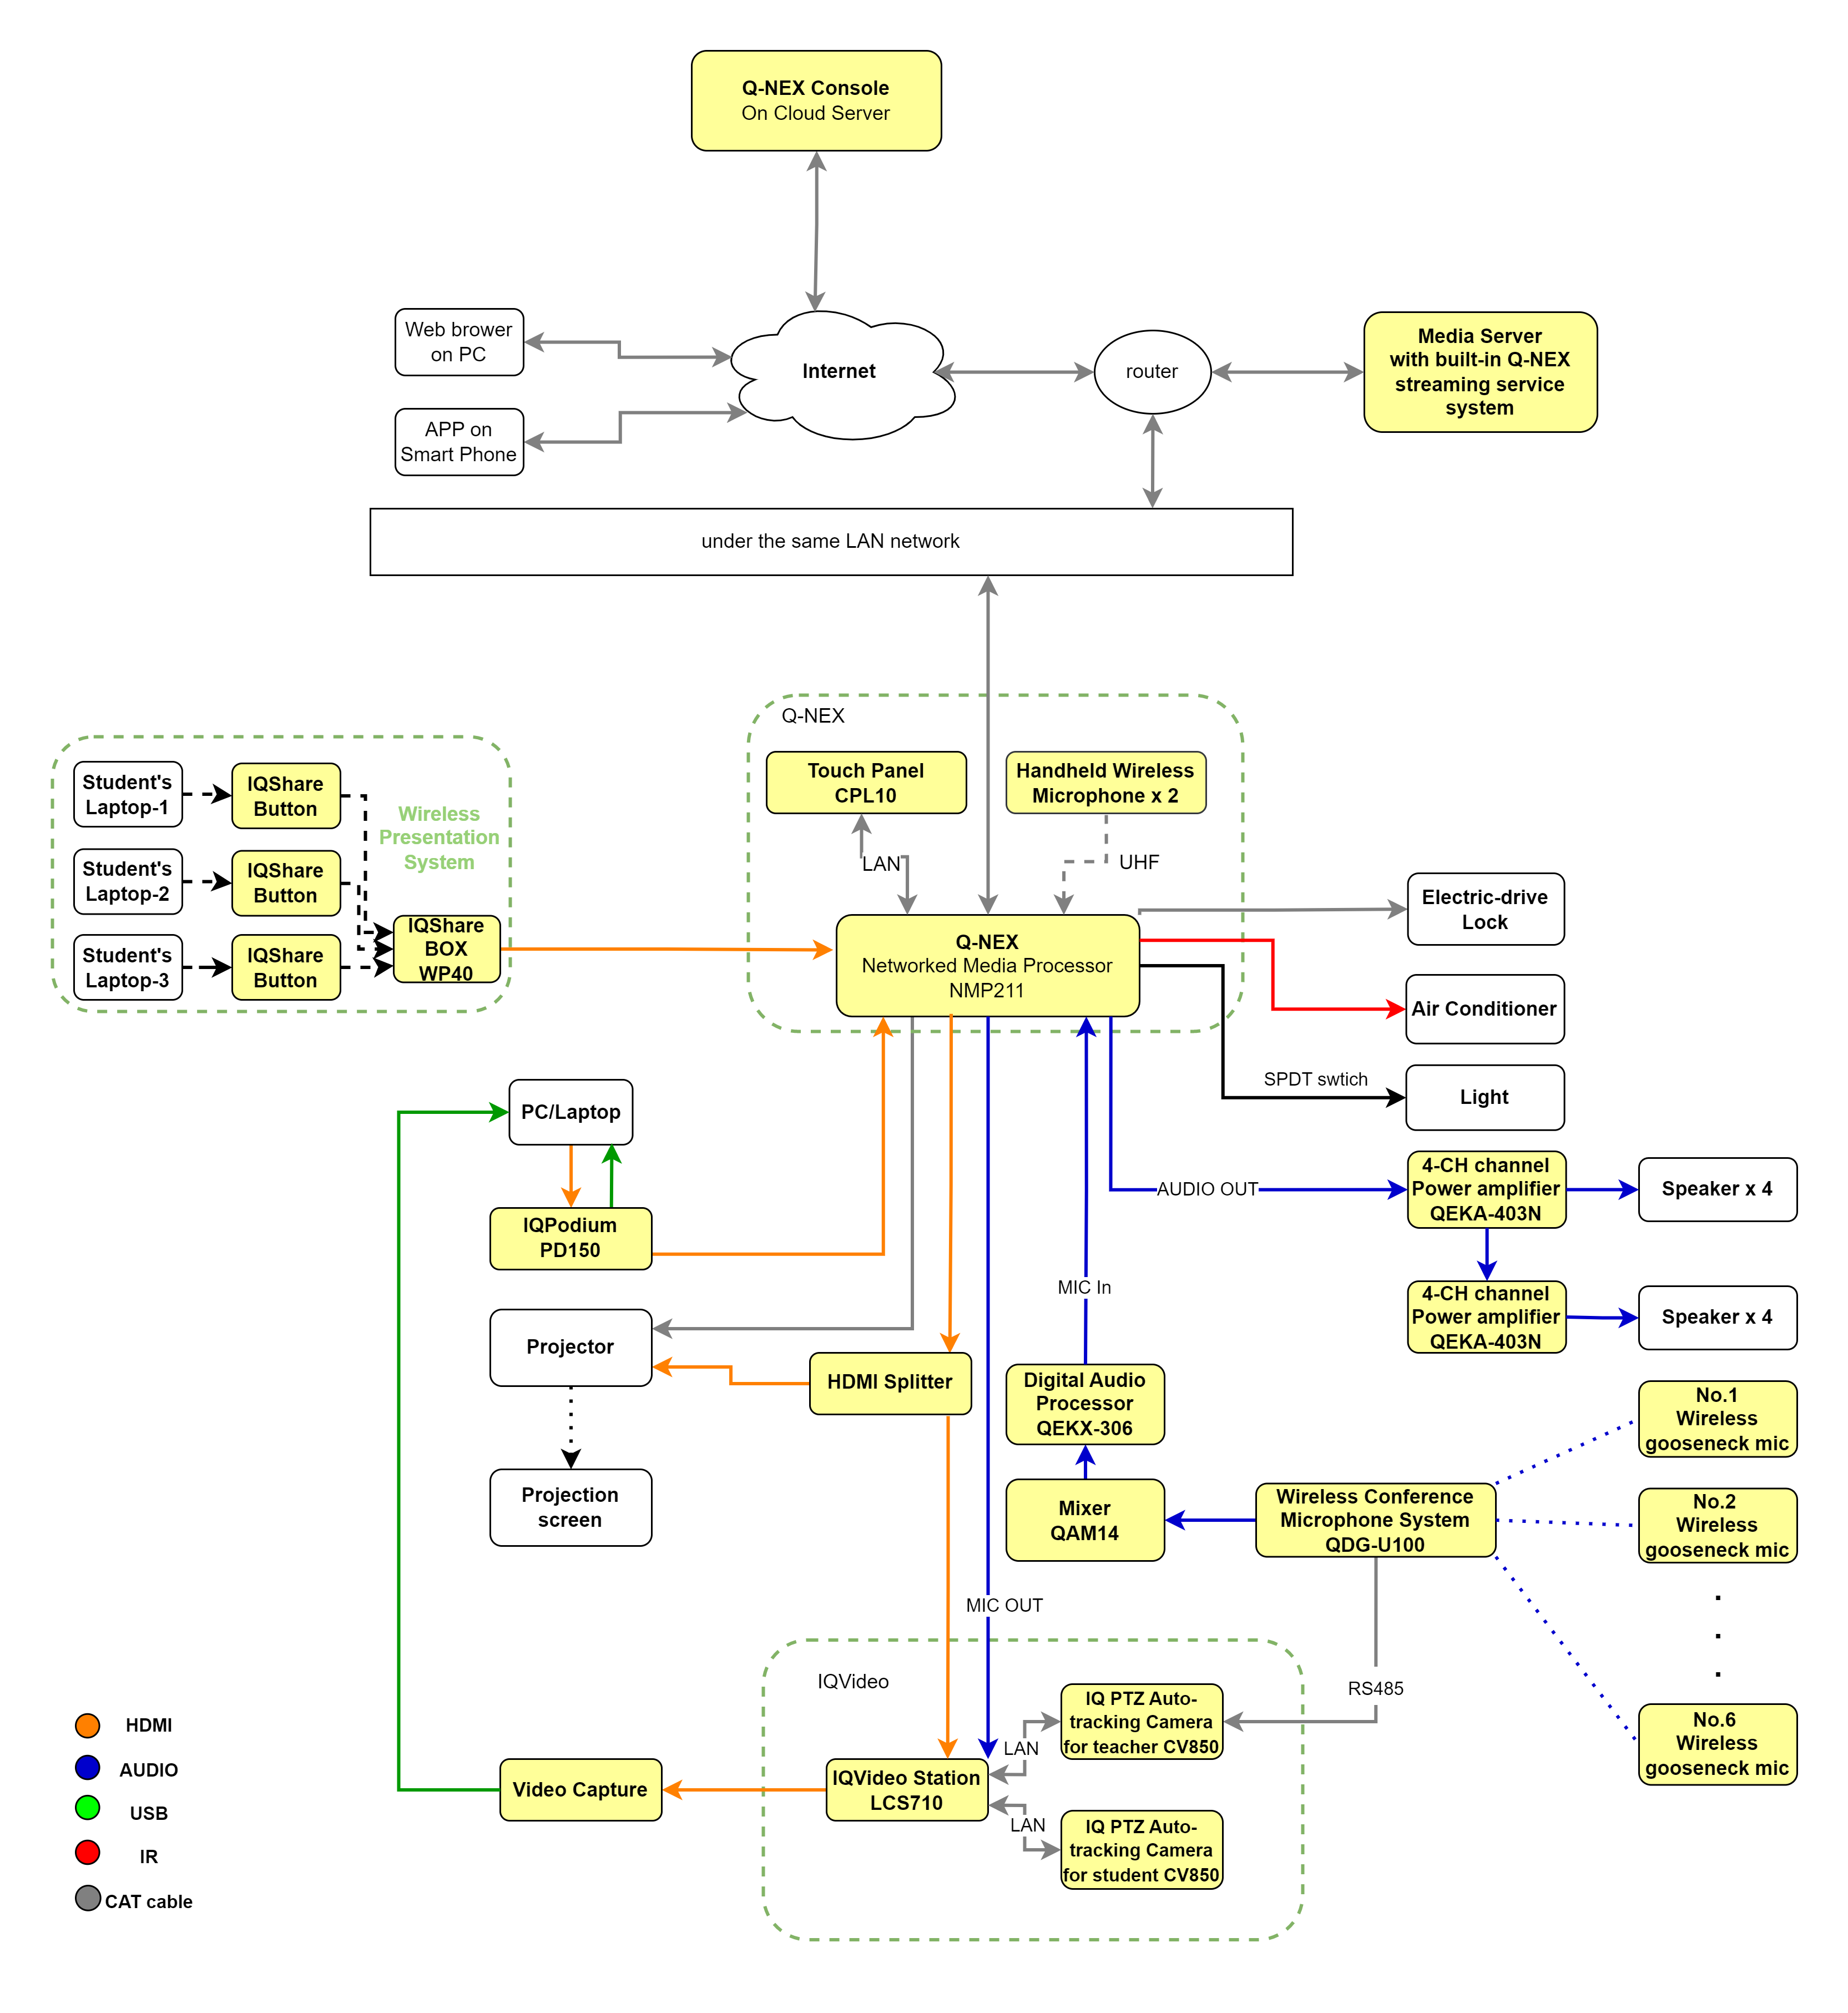 Q-NEX Console
On Cloud Server
Web brower
on PC
APP on
Smart Phone
Internet
router
Media Server
with built-in Q-NEX
streaming service
system
under the same LAN network
Q-NEX
Touch Panel
CPL10
Handheld Wireless
Microphone x 2
LAN
UHF
Student's
Laptop-1
IQShare
Button
Wireless
Presentation
System
Student's
Laptop-2
IQShare
Button
Student's
Laptop-3
IQShare
Button
IQShare
BOX
WP40
Q-NEX
Networked Media Processor
NMP211
Electric-drive
Lock
Air Conditioner
SPDT swtich
Light
PC/Laptop
IQPodium
PD150
AUDIO OUT
4-CH channel
Power amplifier
QEKA-403N
Speaker x 4
MIC In
4-CH channel
Power amplifier
QEKA-403N
Speaker x 4
Projector
HDMI Splitter
Digital Audio
Processor
QEKX-306
No.1
Wireless
gooseneck mic
Projection
screen
Mixer
QAM14
Wireless Conference
Microphone System
QDG-U100
No.2
Wireless
gooseneck mic
.
.
.
MIC OUT
RS485
IQVideo
IQ PTZ Auto-
tracking Camera
for teacher CV850
No.6
Wireless
gooseneck mic
LAN
Video Capture
IQVideo Station
LCS710
LAN
IQ PTZ Auto-
tracking Camera
for student CV850
HDMI
AUDIO
USB
IR
CAT cable